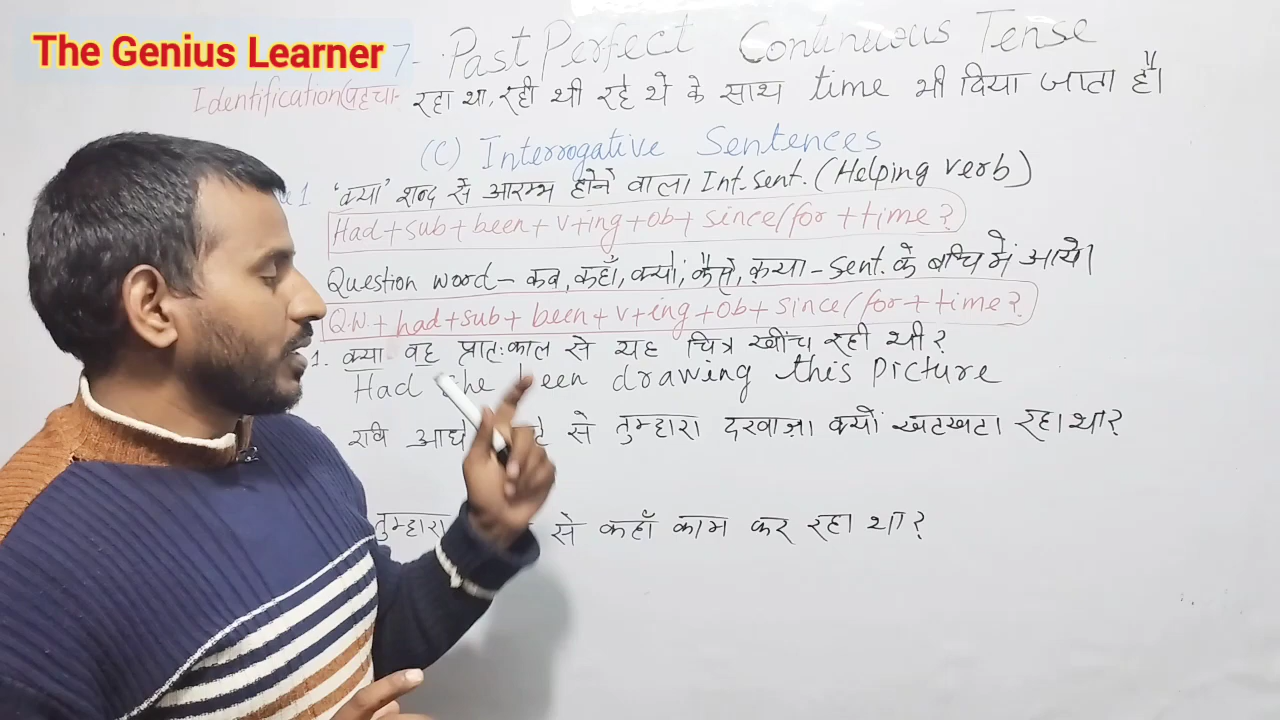 The Genius Learner
7- Past Perfect Continuous Tense
Identification(पहचा- रहा था, रही थी रहे थे के साथ time भी दिया जाता है।
(C) Interrogative Sentences
1 'क्या' शब्द से आरम्भ होने वाला Int. Sent. (Helping verb)
Had + sub + been + v+ing + ob + since/for + time ?
Question word - कब, कहाँ, क्यों, कैसे, क्या - Sent. के बीच में आये।
Q.W. + had + sub + been + v+ing + ob + since/for + time ?
1. क्या वह प्रातःकाल से यह चित्र खींच रही थी ?
Had she been drawing this picture
रवि से तुम्हारा दरवाज़ा क्यों खटखटा रहा था ?
तुम्हारा से कहाँ काम कर रहा था ?